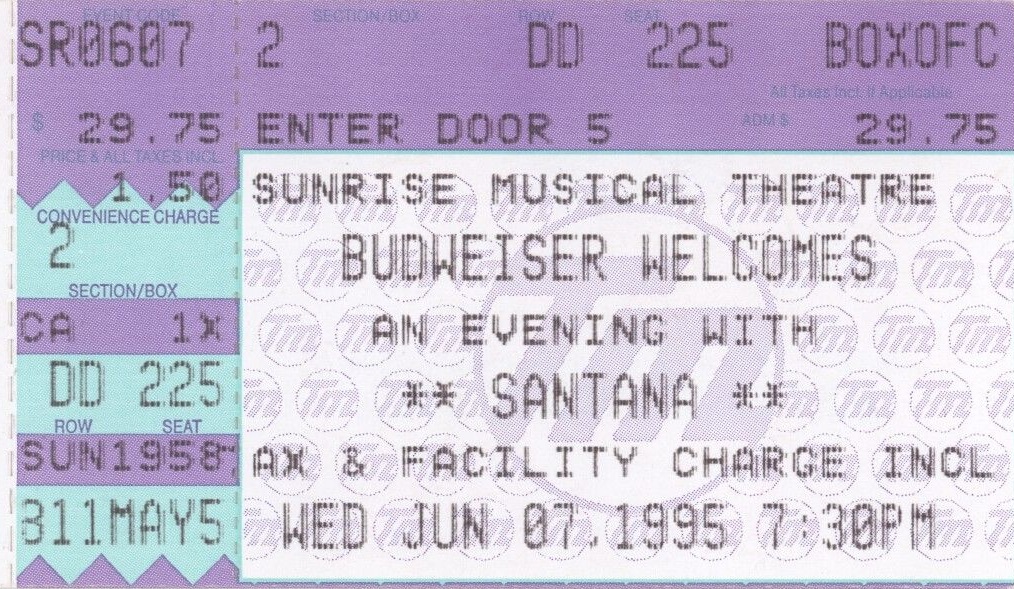 EVENT CODE SECTION/BOX ROW SEAT
SR0607 2 DD 225 BOXOFC
All Taxes Incl. If Applicable
$ 29.75 ENTER DOOR 5 ADM $ 29.75
PRICE & ALL TAXES INCL.
1.50
CONVENIENCE CHARGE
2
SECTION/BOX
CA 1X
DD 225
ROW SEAT
SUN1958
311MAY5
SUNRISE MUSICAL THEATRE
BUDWEISER WELCOMES
AN EVENING WITH
** SANTANA **
AX & FACILITY CHARGE INCL
WED JUN 07,1995 7:30PM